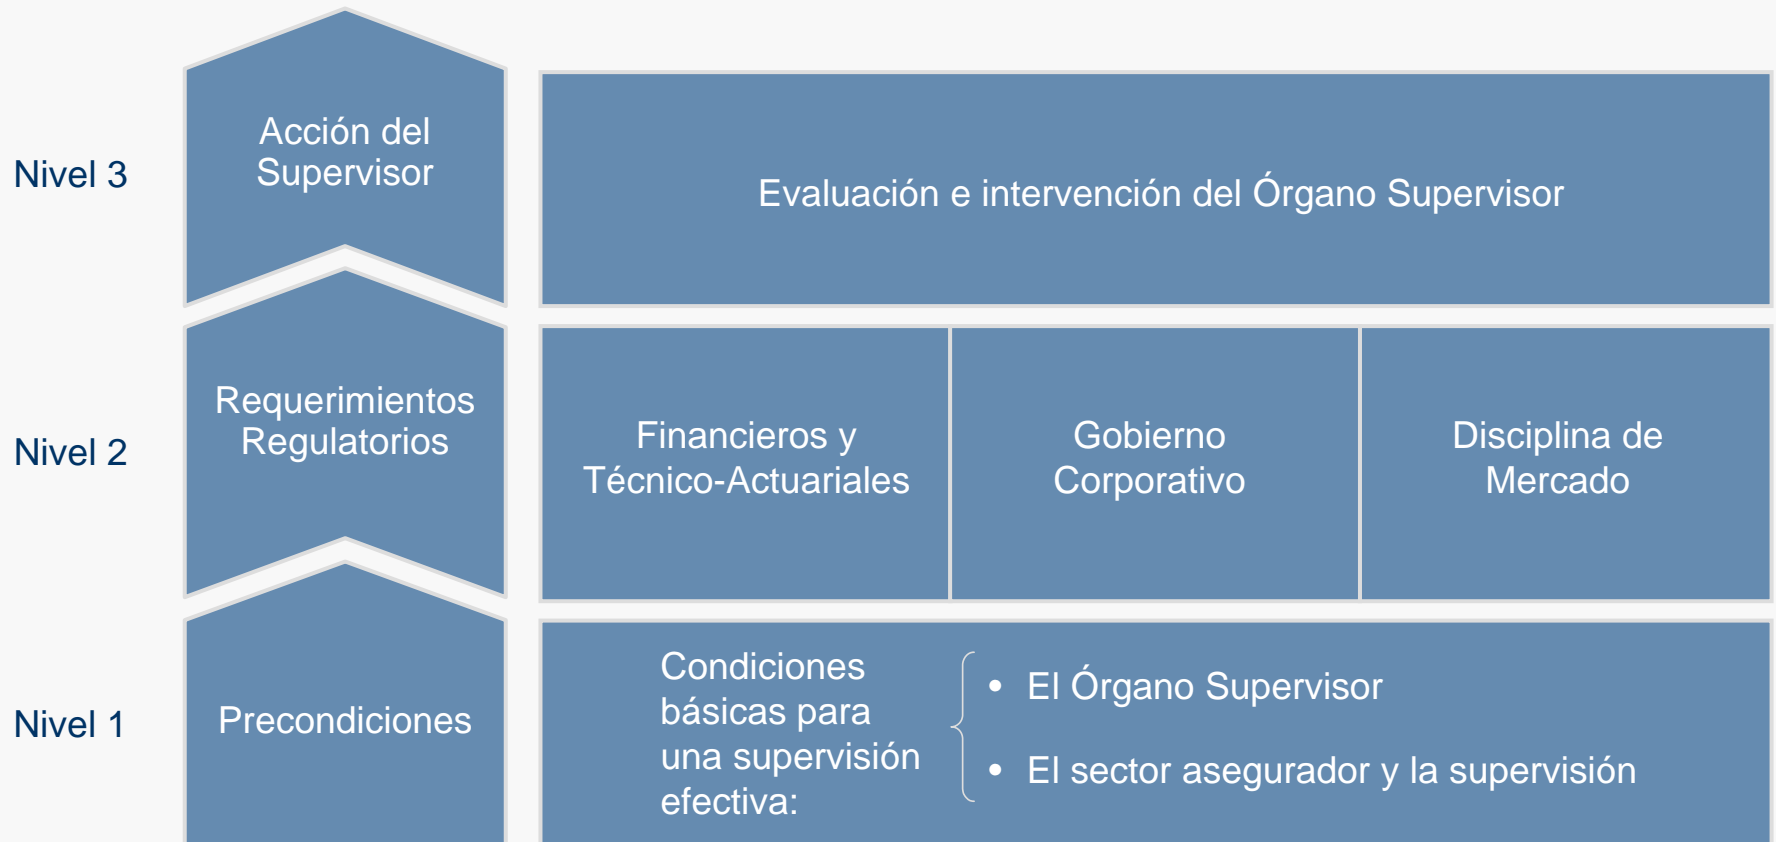 Nivel 3
Acción del
Supervisor
Evaluación e intervención del Órgano Supervisor
Nivel 2
Requerimientos
Regulatorios
Financieros y
Técnico-Actuariales
Gobierno
Corporativo
Disciplina de
Mercado
Nivel 1
Precondiciones
Condiciones
básicas para
una supervisión
efectiva:
• El Órgano Supervisor
• El sector asegurador y la supervisión